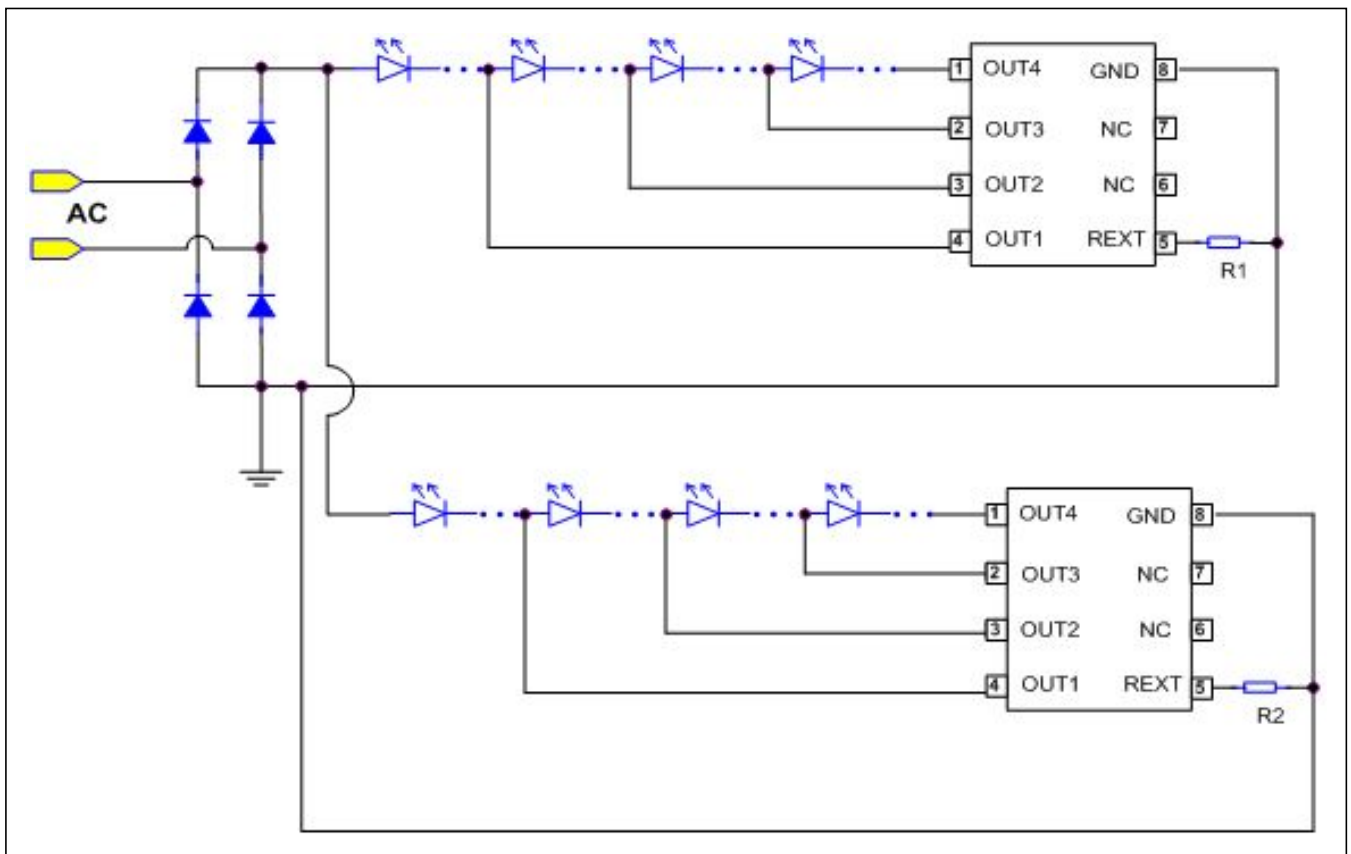 AC
1 OUT4 GND 8
2 OUT3 NC 7
3 OUT2 NC 6
4 OUT1 REXT 5
R1
1 OUT4 GND 8
2 OUT3 NC 7
3 OUT2 NC 6
4 OUT1 REXT 5
R2